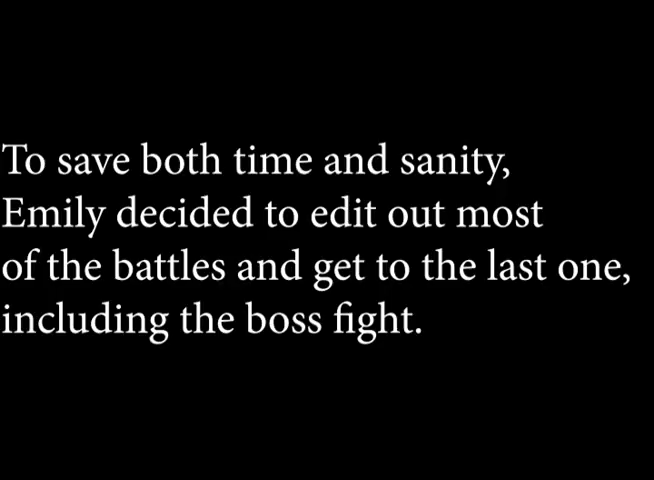 To save both time and sanity,
Emily decided to edit out most
of the battles and get to the last one,
including the boss fight.